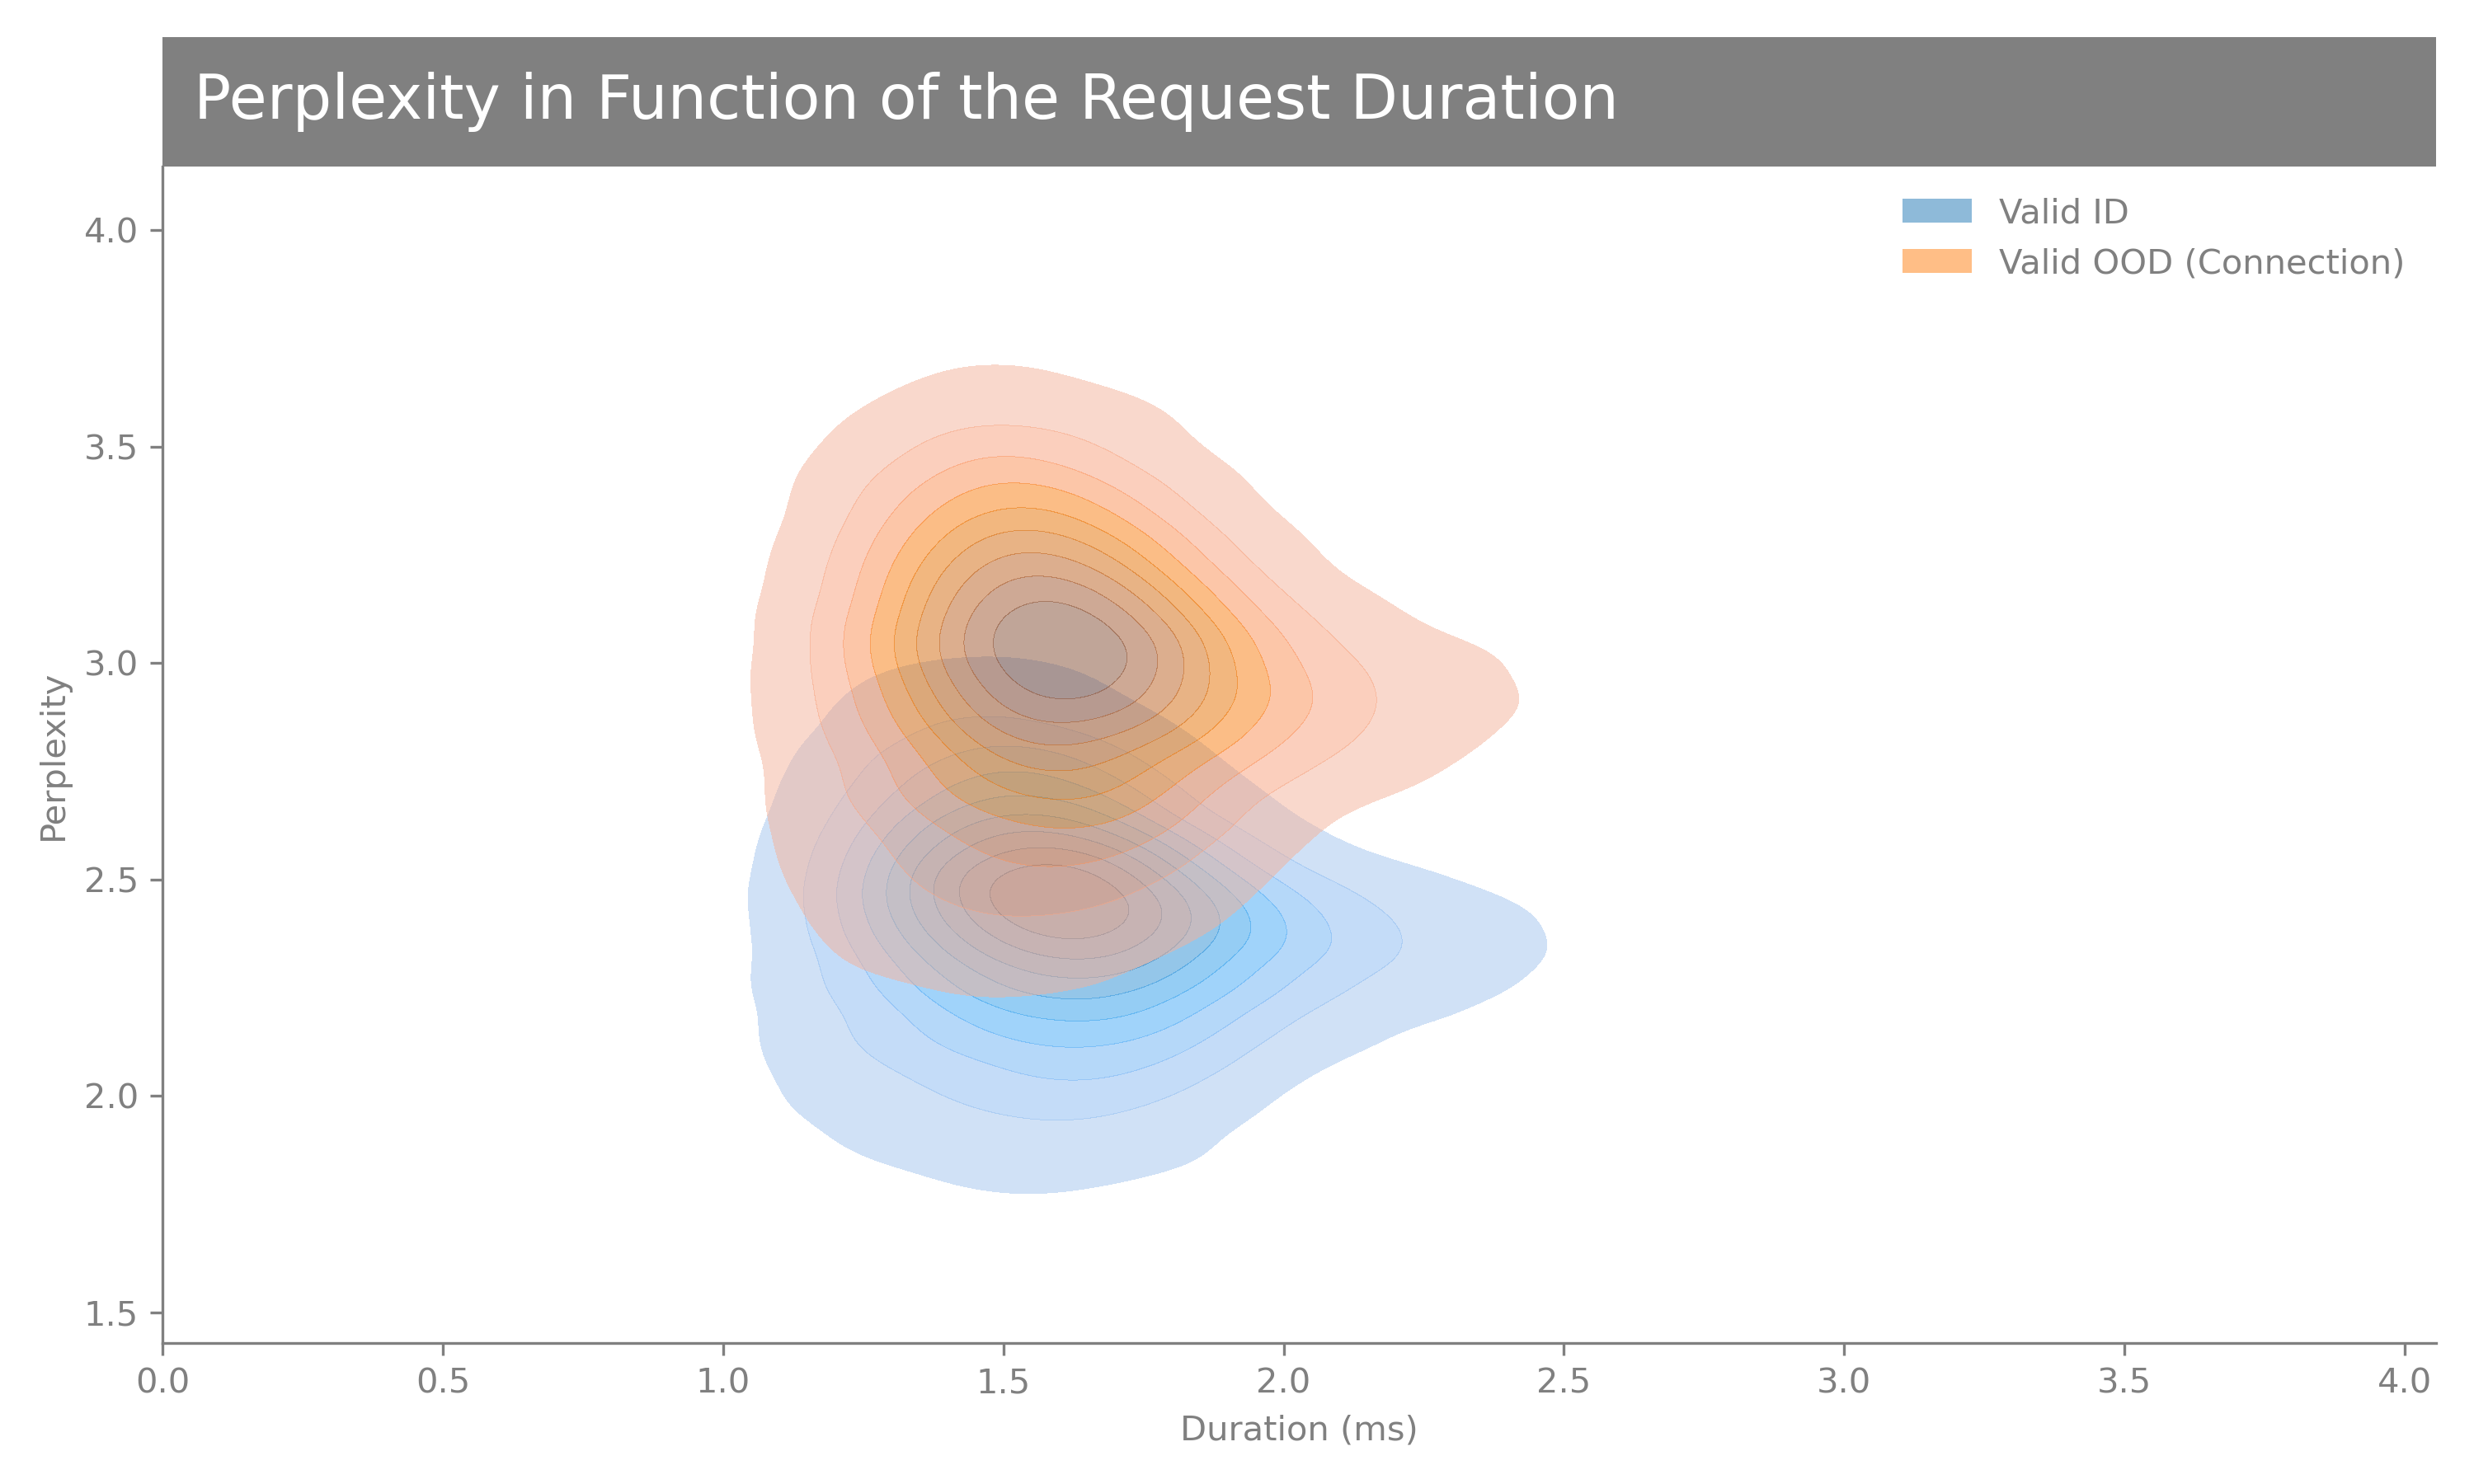 Perplexity in Function of the Request Duration
Valid ID
Valid OOD (Connection)
4.0
3.5
3.0
2.5
2.0
1.5
Perplexity
0.0 0.5 1.0 1.5 2.0 2.5 3.0 3.5 4.0
Duration (ms)